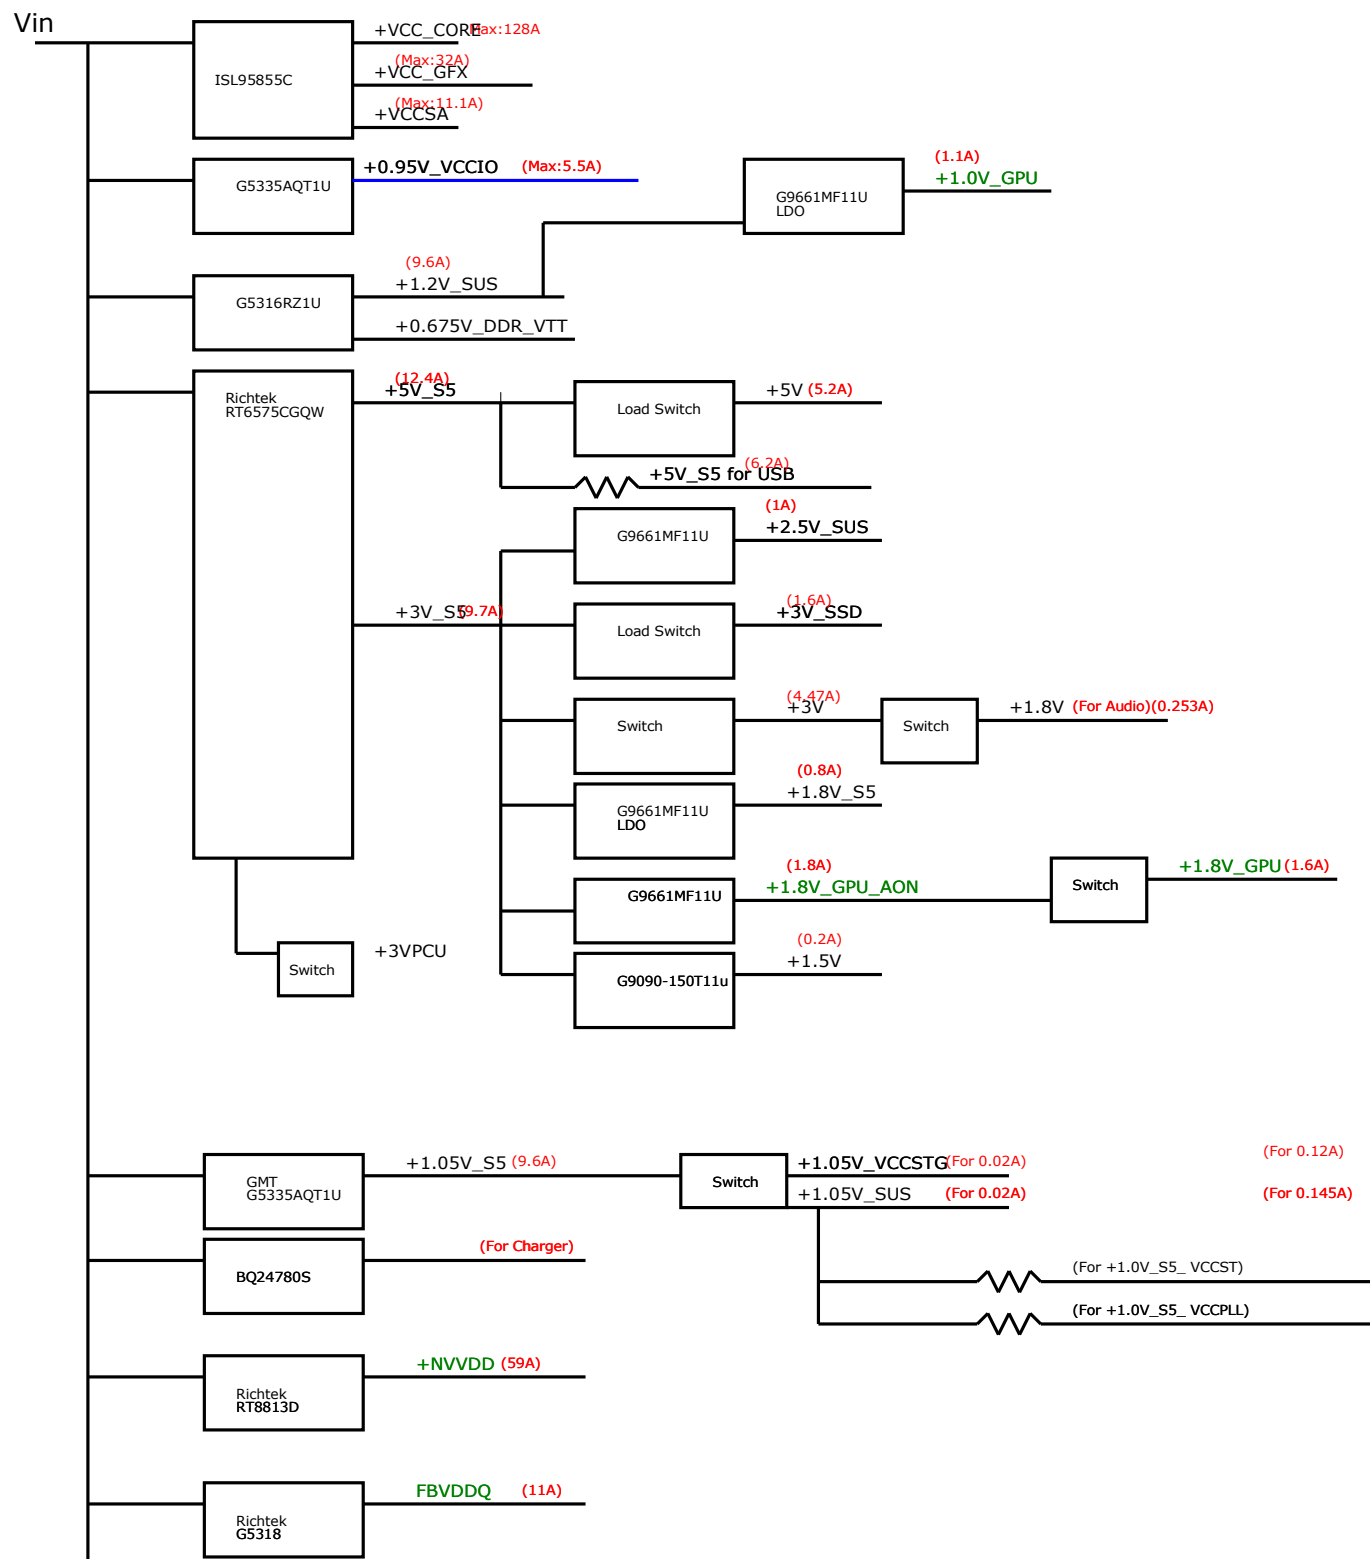 Vin
+VCC_CORE Max:128A
(Max:32A)
+VCC_GFX
ISL95855C
(Max:11.1A)
+VCCSA
+0.95V_VCCIO (Max:5.5A)
G5335AQT1U
(1.1A)
+1.0V_GPU
G9661MF11U
LDO
(9.6A)
+1.2V_SUS
G5316RZ1U
+0.675V_DDR_VTT
(12.4A)
+5V_S5
Richtek
RT6575CGQW
Load Switch
+5V (5.2A)
(6.2A)
+5V_S5 for USB
(1A)
+2.5V_SUS
G9661MF11U
+3V_S5 (9.7A)
(1.6A)
+3V_SSD
Load Switch
(4.47A)
+3V
Switch
Switch
+1.8V (For Audio)(0.253A)
(0.8A)
+1.8V_S5
G9661MF11U
LDO
(1.8A)
+1.8V_GPU_AON
G9661MF11U
Switch
+1.8V_GPU (1.6A)
(0.2A)
+1.5V
G9090-150T11u
+3VPCU
Switch
+1.05V_S5 (9.6A)
GMT
G5335AQT1U
Switch
+1.05V_VCCSTG (For 0.02A)
(For 0.12A)
+1.05V_SUS (For 0.02A)
(For 0.145A)
(For Charger)
BQ24780S
(For +1.0V_S5_ VCCST)
(For +1.0V_S5_ VCCPLL)
+NVVDD (59A)
Richtek
RT8813D
FBVDDQ (11A)
Richtek
G5318